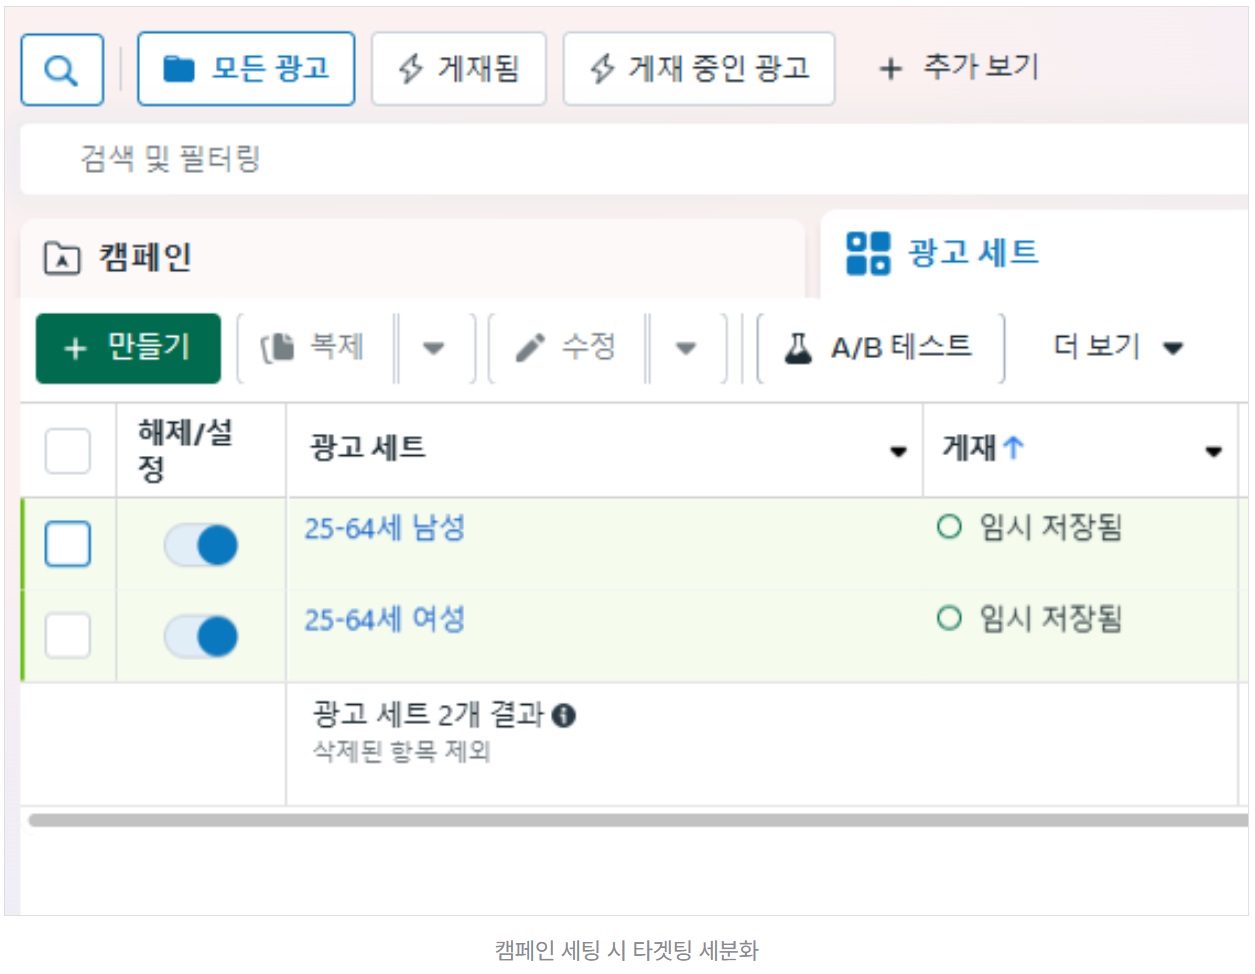 모든 광고
게재됨
게재 중인 광고
+ 추가 보기
검색 및 필터링
캠페인
광고 세트
+ 만들기
복제
수정
A/B 테스트
더 보기
해제/설
정
광고 세트
게재↑
25-64세 남성
임시 저장됨
25-64세 여성
임시 저장됨
광고 세트 2개 결과
삭제된 항목 제외
캠페인 세팅 시 타겟팅 세분화